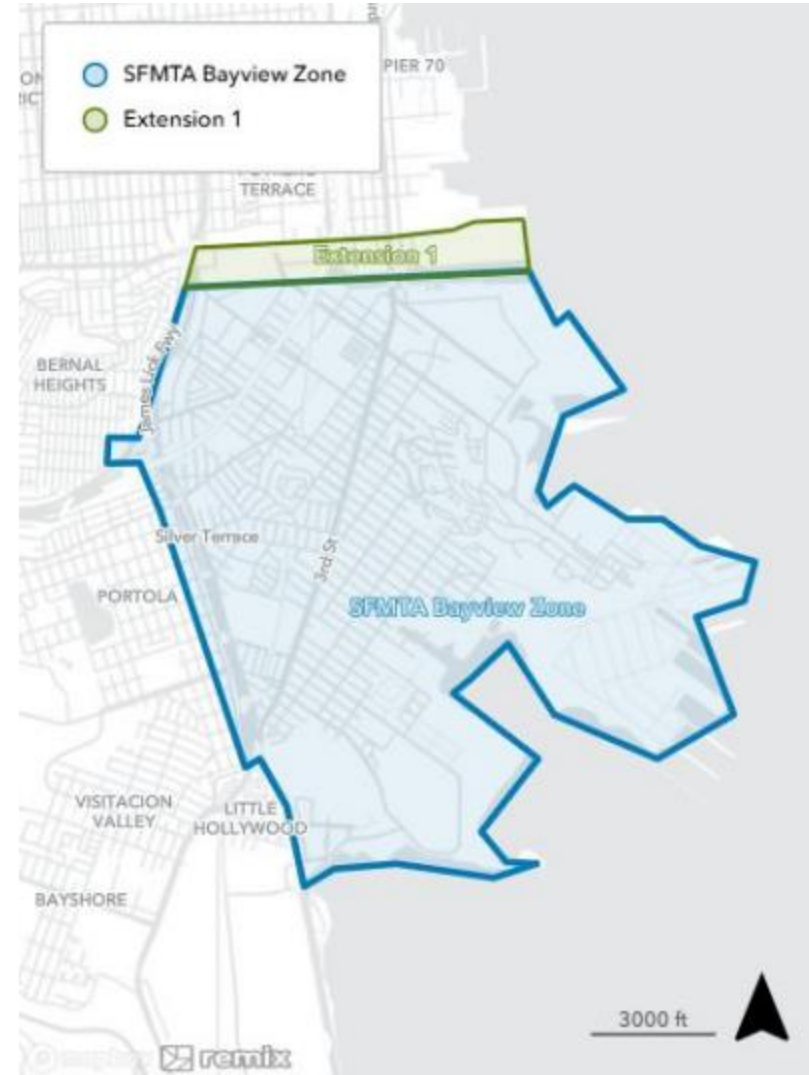 SFMTA Bayview Zone
Extension 1
PIER 70
TERRACE
Extension 1
BERNAL
HEIGHTS
James Lick Fwy
Silver Terrace
3rd St
PORTOLA
SFMTA Bayview Zone
VISITACION
VALLEY
LITTLE
HOLLYWOOD
BAYSHORE
3000 ft
remix